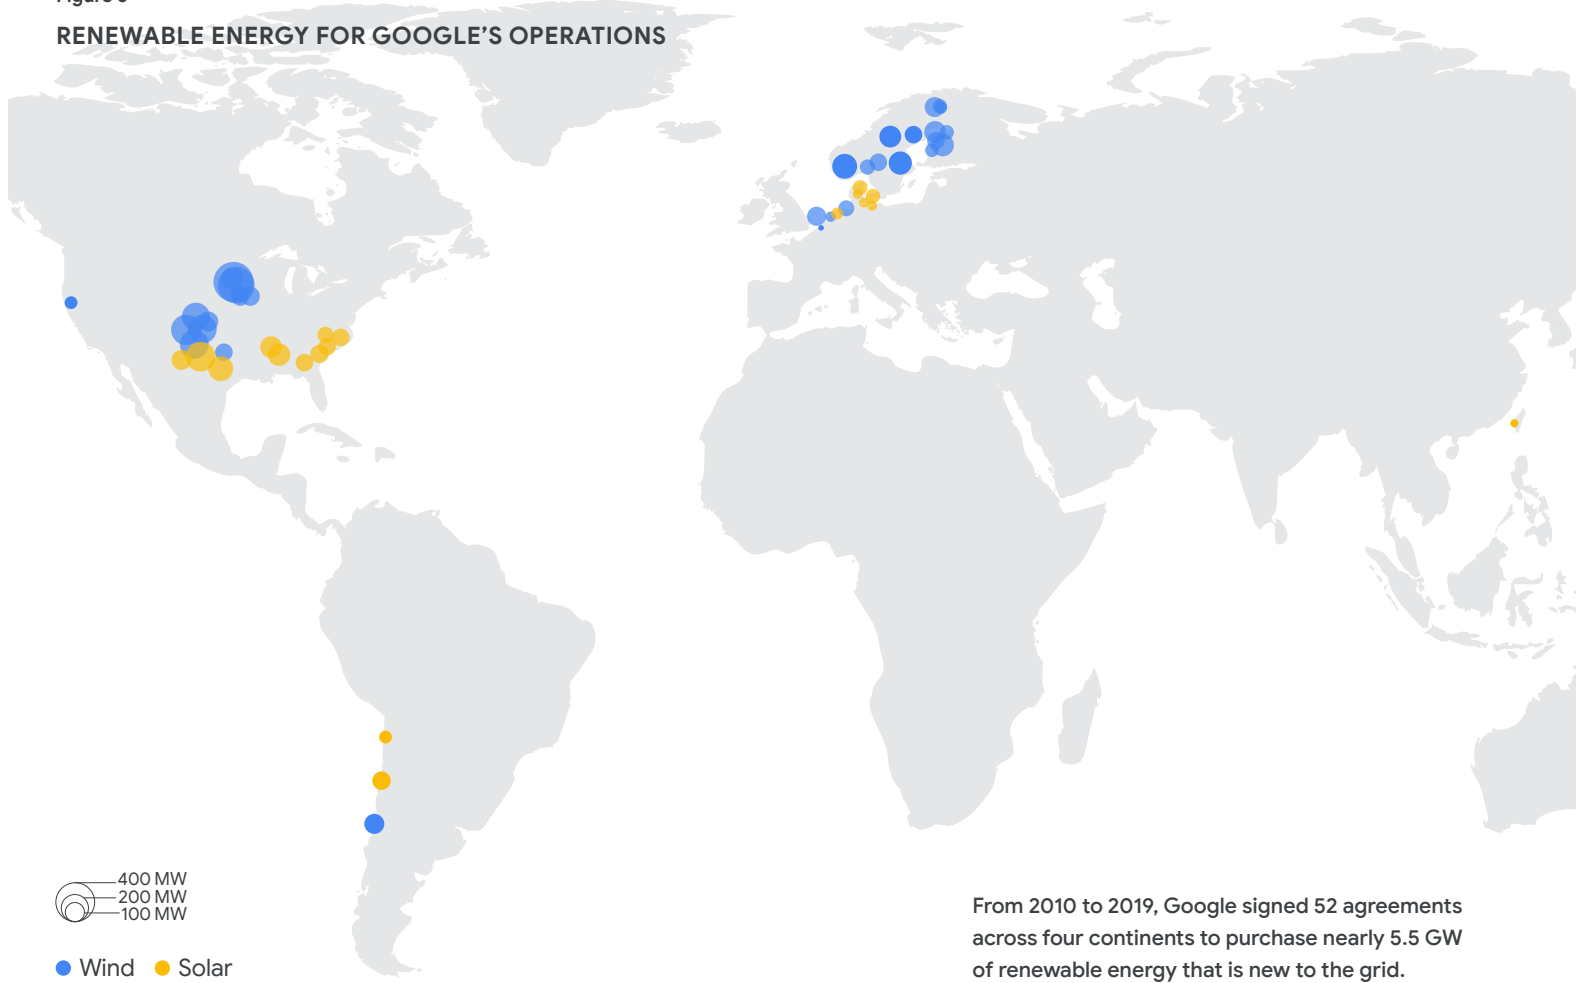 RENEWABLE ENERGY FOR GOOGLE’S OPERATIONS
400 MW
200 MW
100 MW
Wind
Solar
From 2010 to 2019, Google signed 52 agreements
across four continents to purchase nearly 5.5 GW
of renewable energy that is new to the grid.